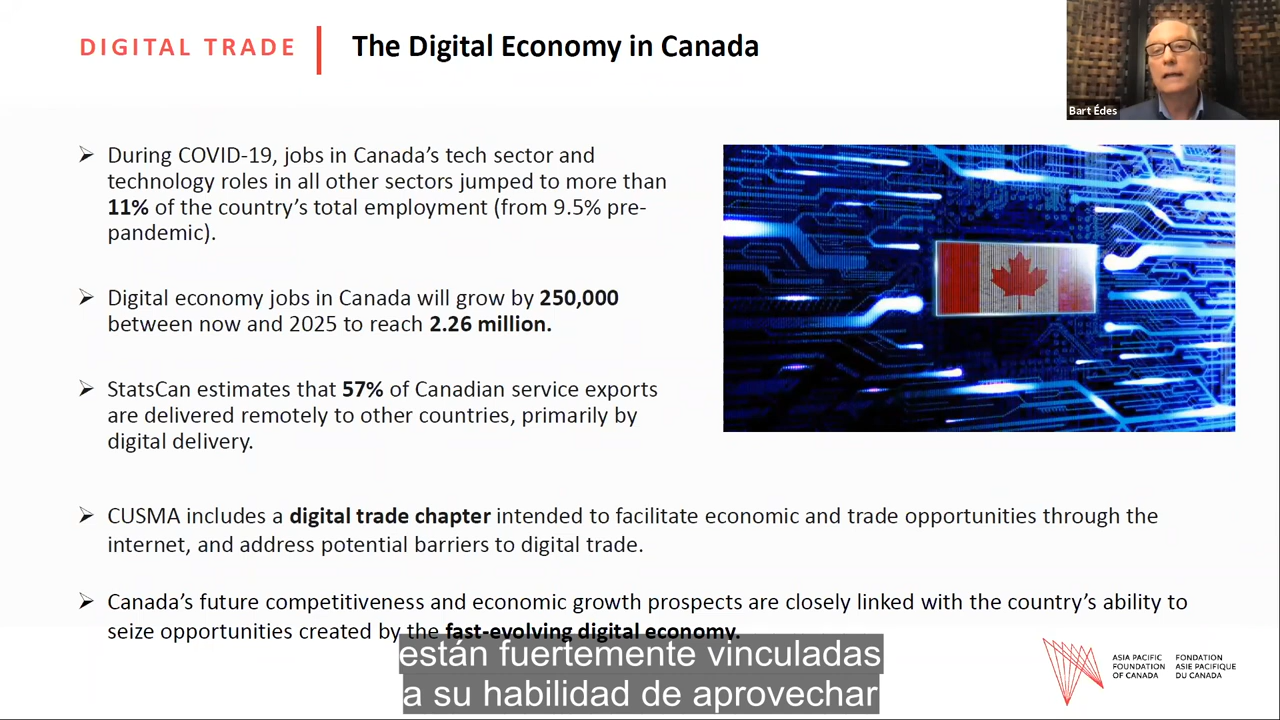 DIGITAL TRADE
The Digital Economy in Canada
Bart Édes
➢ During COVID-19, jobs in Canada’s tech sector and
technology roles in all other sectors jumped to more than
11% of the country’s total employment (from 9.5% pre-
pandemic).
➢ Digital economy jobs in Canada will grow by 250,000
between now and 2025 to reach 2.26 million.
➢ StatsCan estimates that 57% of Canadian service exports
are delivered remotely to other countries, primarily by
digital delivery.
➢ CUSMA includes a digital trade chapter intended to facilitate economic and trade opportunities through the
internet, and address potential barriers to digital trade.
➢ Canada’s future competitiveness and economic growth prospects are closely linked with the country’s ability to
seize opportunities created by the fast-evolving digital economy.
están fuertemente vinculadas
a su habilidad de aprovechar
ASIA PACIFIC
FOUNDATION
OF CANADA
FONDATION
ASIE PACIFIQUE
DU CANADA